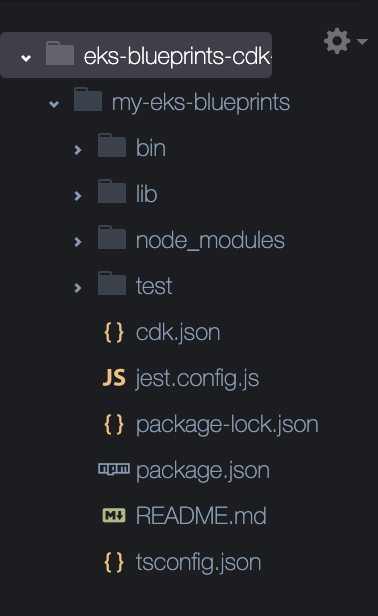 eks-blueprints-cdk-
my-eks-blueprints
bin
lib
node_modules
test
{ } cdk.json
JS jest.config.js
{ } package-lock.json
npm package.json
M README.md
{ } tsconfig.json